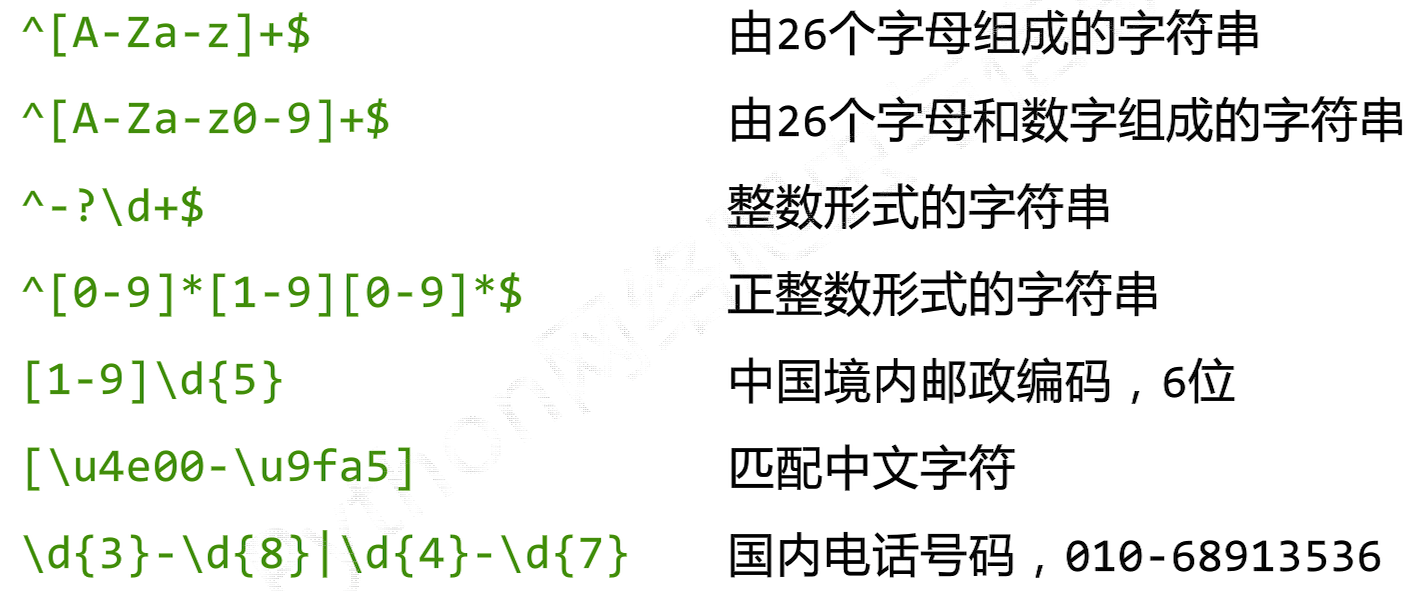 ^[A-Za-z]+$ 由26个字母组成的字符串
^[A-Za-z0-9]+$ 由26个字母和数字组成的字符串
^-?\d+$ 整数形式的字符串
^[0-9]*[1-9][0-9]*$ 正整数形式的字符串
[1-9]\d{5} 中国境内邮政编码，6位
[\u4e00-\u9fa5] 匹配中文字符
\d{3}-\d{8}|\d{4}-\d{7} 国内电话号码，010-68913536